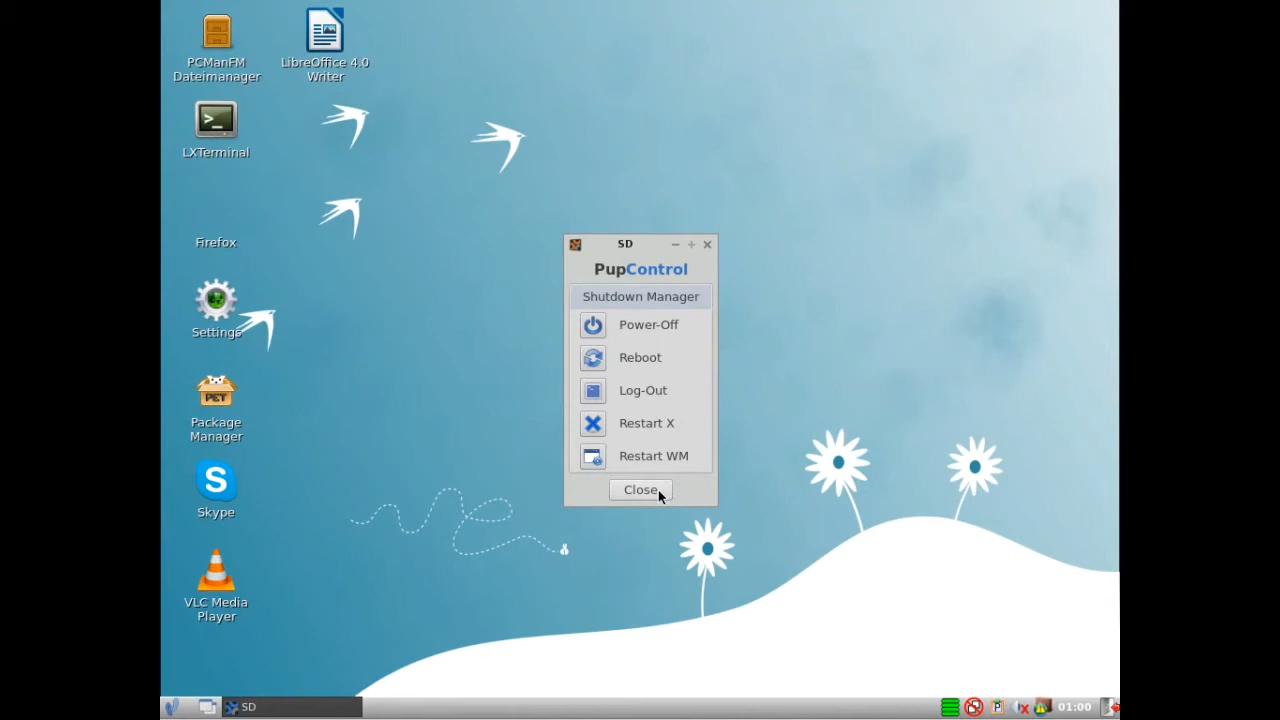 PCManFM
Dateimanager
LibreOffice 4.0
Writer
LXTerminal
Firefox
Settings
PET
Package
Manager
S
Skype
VLC Media
Player
SD
PupControl
Shutdown Manager
Power-Off
Reboot
Log-Out
Restart X
Restart WM
Close
SD
01:00